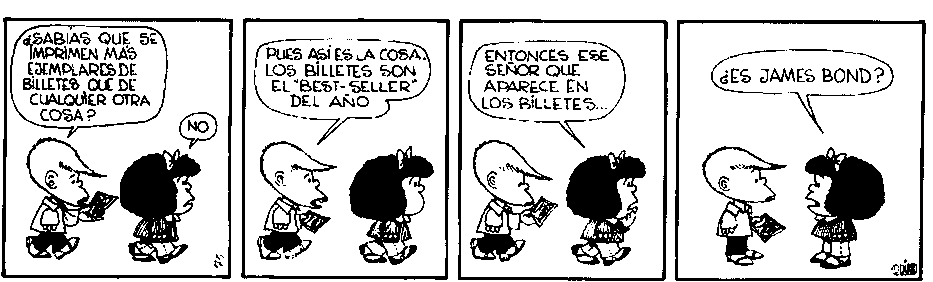 ¿SABÍAS QUE SE
IMPRIMEN MÁS
EJEMPLARES DE
BILLETES QUE DE
CUALQUIER OTRA
COSA?
NO
75
PUES ASÍ ES LA COSA.
LOS BILLETES SON
EL "BEST-SELLER"
DEL AÑO
ENTONCES ESE
SEÑOR QUE
APARECE EN
LOS BILLETES...
¿ES JAMES BOND?
QUINO